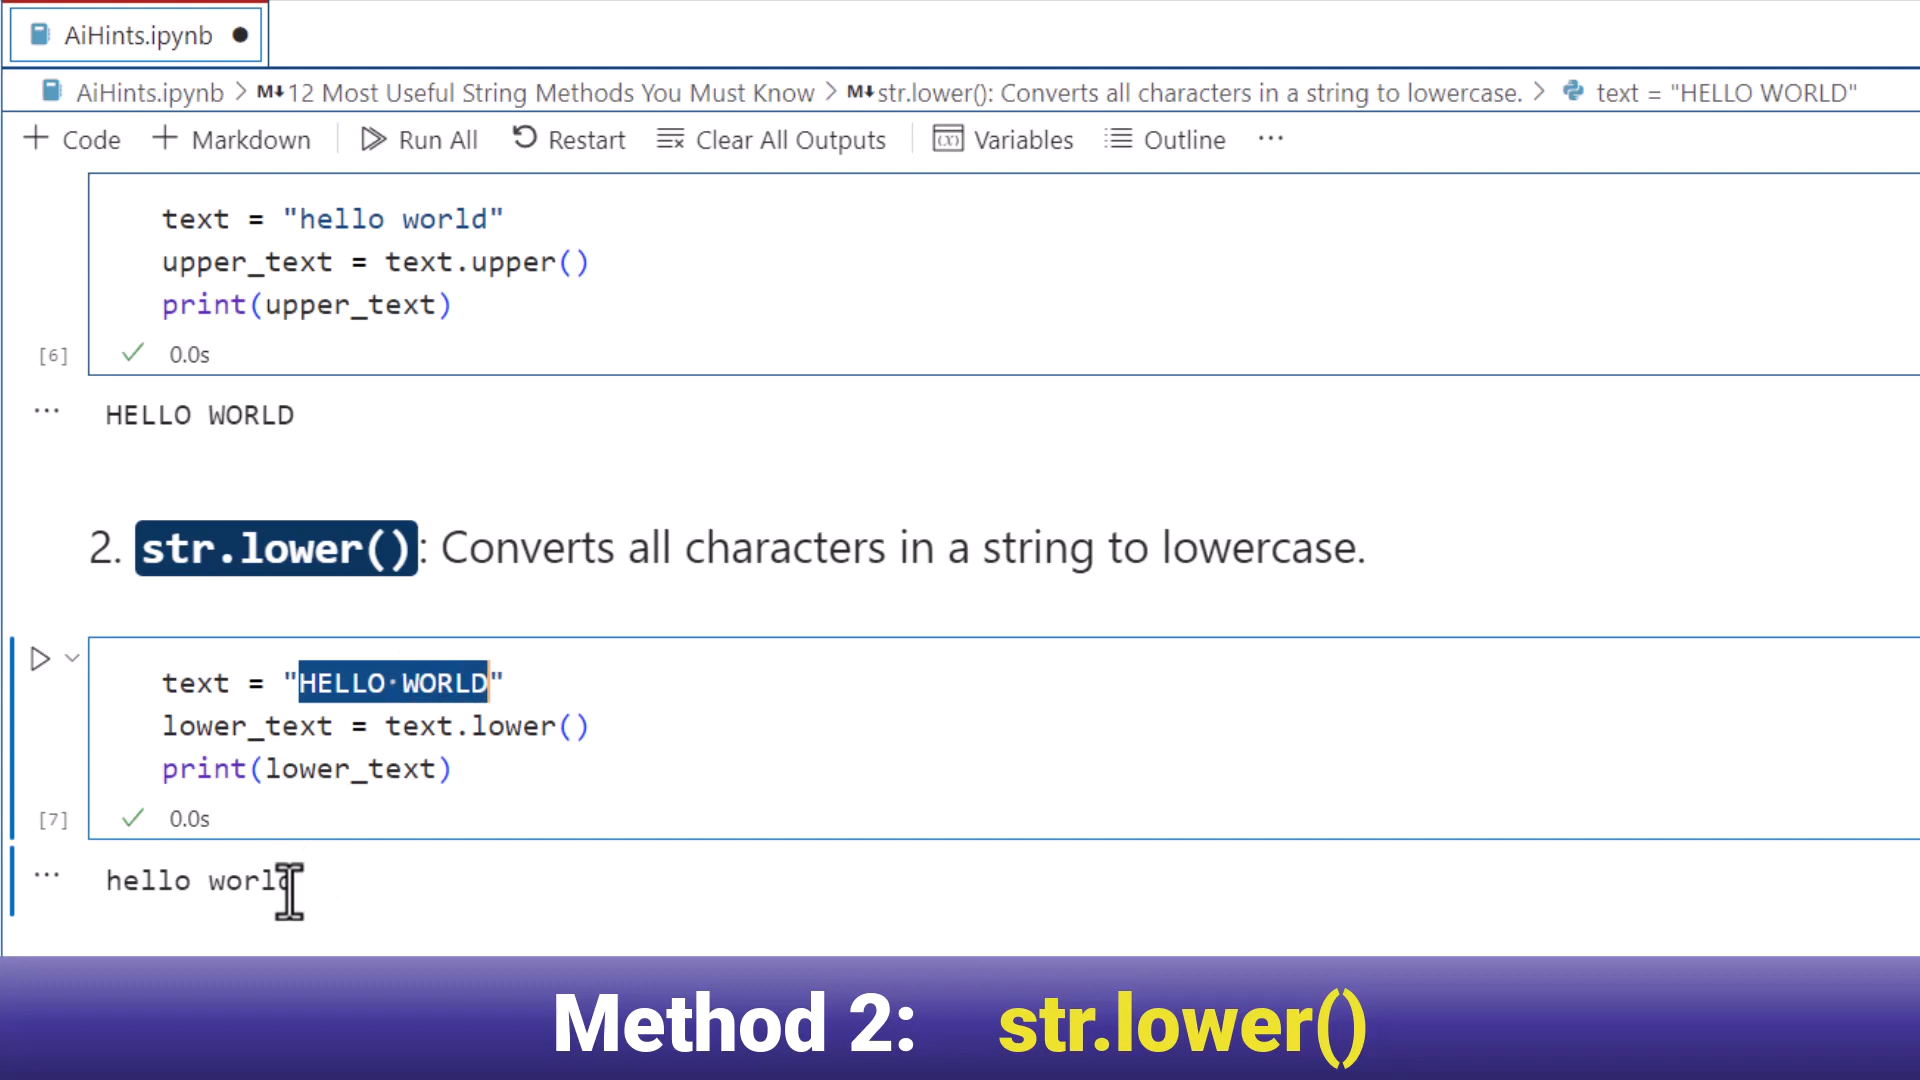 AiHints.ipynb
AiHints.ipynb > M↓12 Most Useful String Methods You Must Know > M↓str.lower(): Converts all characters in a string to lowercase. > text = "HELLO WORLD"
+ Code + Markdown Run All Restart Clear All Outputs (x) Variables Outline ···
text = "hello world"
upper_text = text.upper()
print(upper_text)
[6] ✓ 0.0s
··· HELLO WORLD
2. str.lower(): Converts all characters in a string to lowercase.
text = "HELLO·WORLD"
lower_text = text.lower()
print(lower_text)
[7] ✓ 0.0s
··· hello world
Method 2: str.lower()